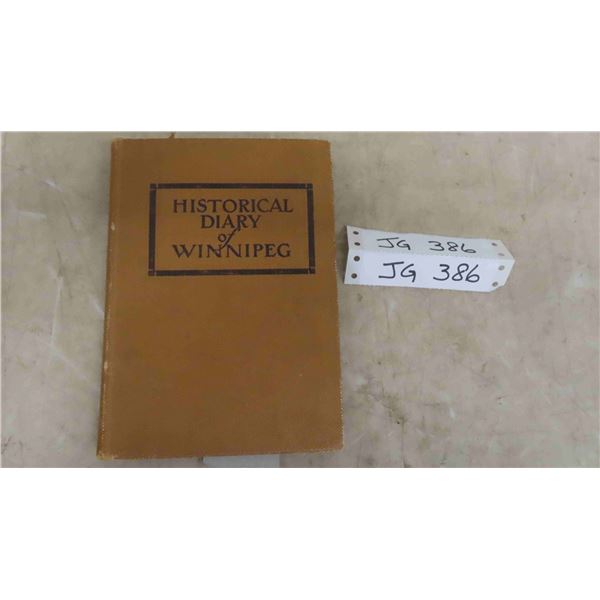 HISTORICAL
DIARY
of
WINNIPEG
JG 386
JG 386